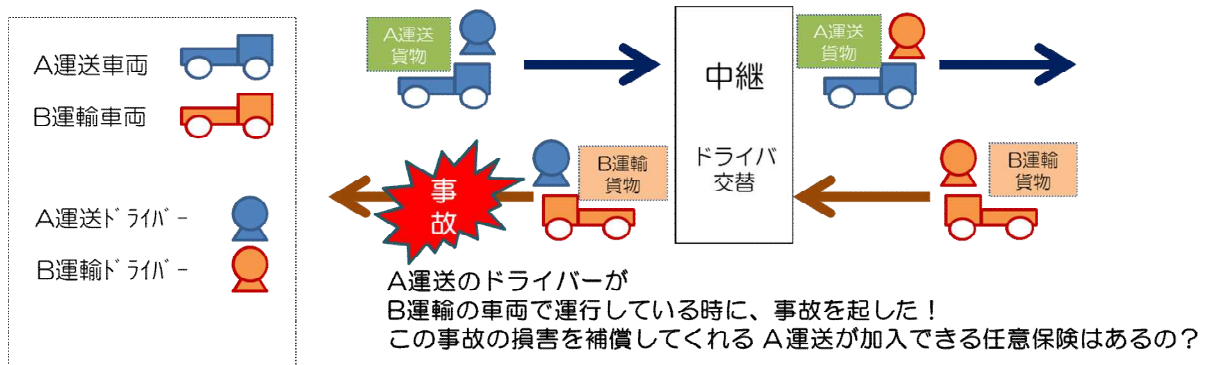 A運送車両
B運輸車両
A運送ﾄﾞﾗｲﾊﾞｰ
B運輸ﾄﾞﾗｲﾊﾞｰ
A運送
貨物
中継
ドライバ
交替
A運送
貨物
事
故
B運輸
貨物
B運輸
貨物
A運送のドライバーが
B運輸の車両で運行している時に、事故を起した！
この事故の損害を補償してくれる A運送が加入できる任意保険はあるの？